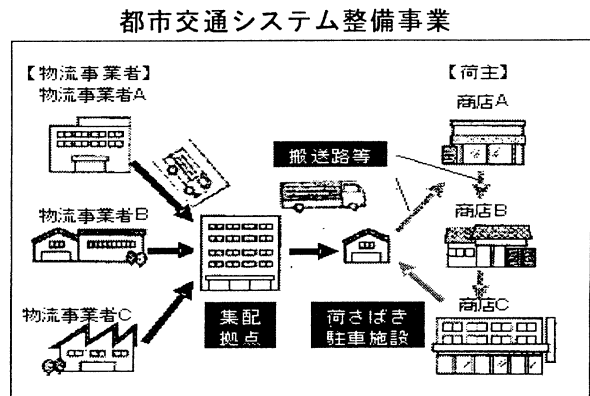 都市交通システム整備事業
【物流事業者】
物流事業者A
【荷主】
商店A
搬送路等
物流事業者B
商店B
物流事業者C
集配
拠点
荷さばき
駐車施設
商店C